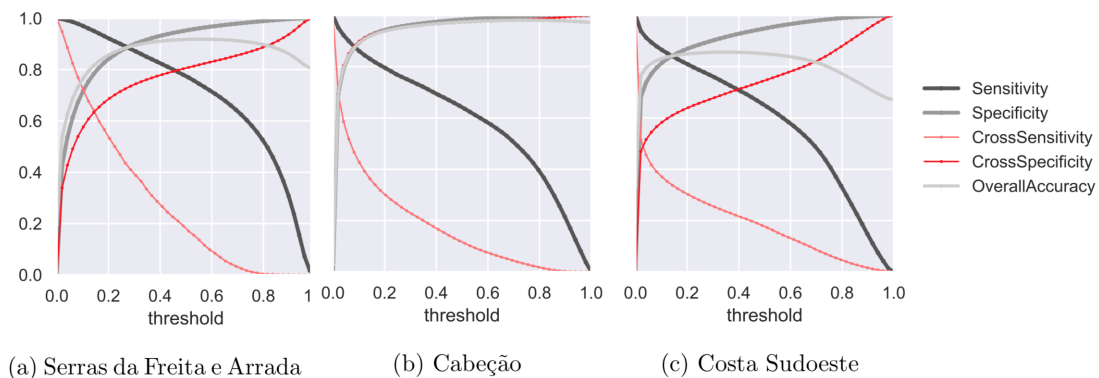 1.0
0.8
0.6
0.4
0.2
0.0
0.0 0.2 0.4 0.6 0.8 1
threshold
(a) Serras da Freita e Arrada
0.0 0.2 0.4 0.6 0.8 1.0
threshold
(b) Cabeção
0.0 0.2 0.4 0.6 0.8 1.0
threshold
(c) Costa Sudoeste
Sensitivity
Specificity
CrossSensitivity
CrossSpecificity
OverallAccuracy